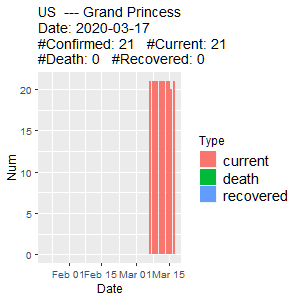 US --- Grand Princess
Date: 2020-03-17
#Confirmed: 21 #Current: 21
#Death: 0 #Recovered: 0
20
15
10
5
0
Num
Feb 01 Feb 15 Mar 01 Mar 15
Date
Type
current
death
recovered